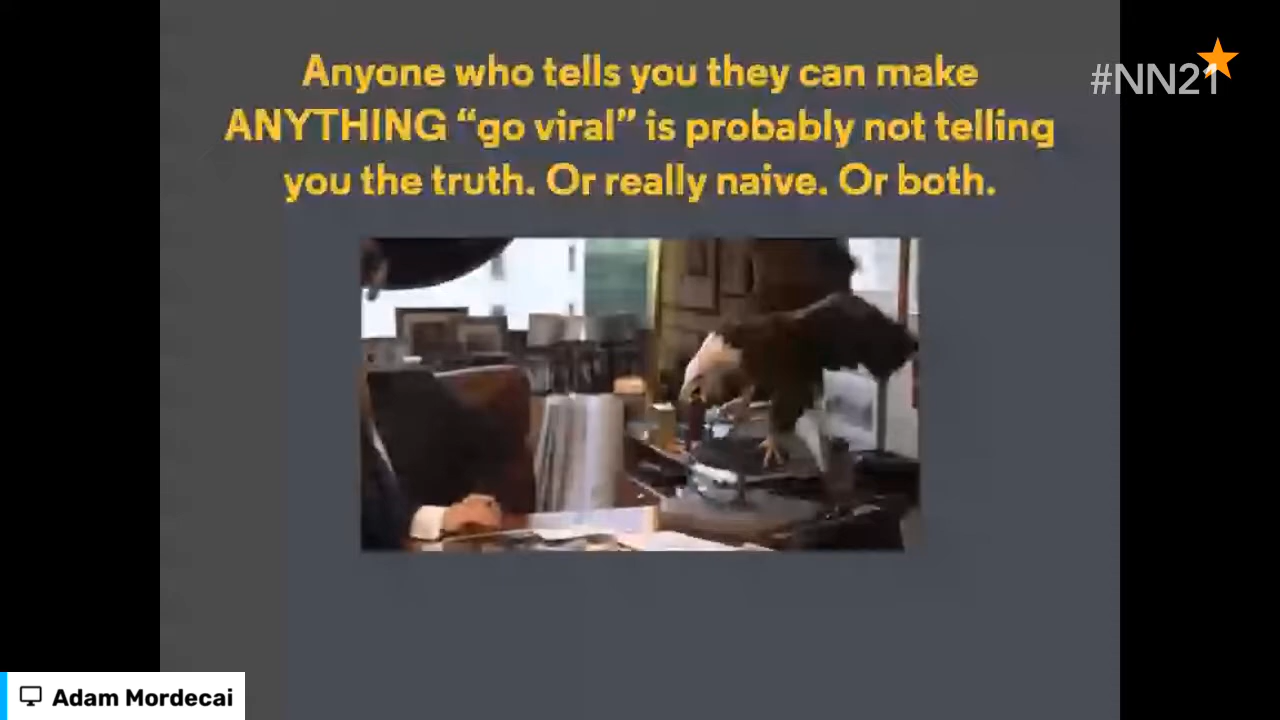 Anyone who tells you they can make
ANYTHING “go viral” is probably not telling
you the truth. Or really naive. Or both.
#NN21
Adam Mordecai